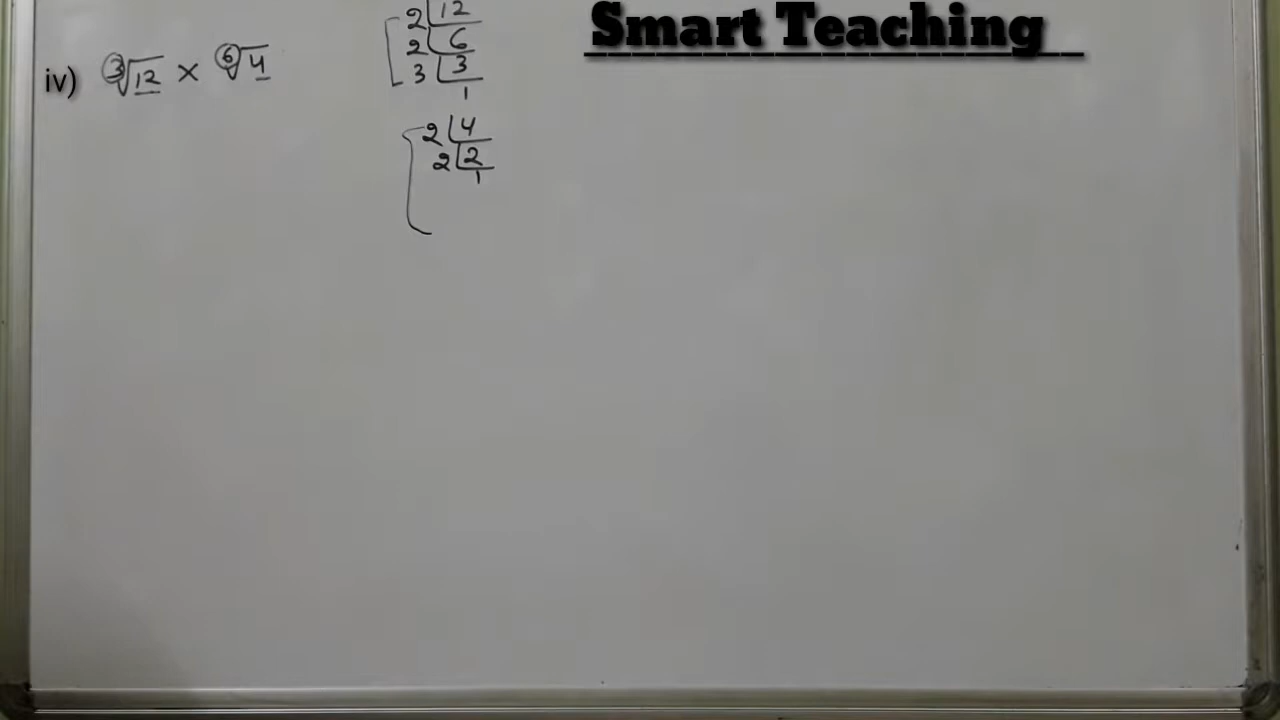 Smart Teaching
iv) ∛12 × ⁶√4
2 | 12
2 | 6
3 | 3
1
2 | 4
2 | 2
1